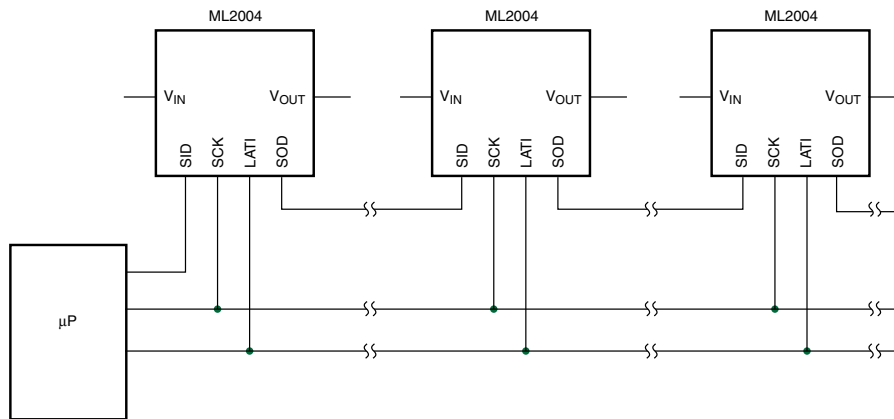 ML2004 ML2004 ML2004
VIN VOUT VIN VOUT VIN VOUT
SID SCK LATI SOD SID SCK LATI SOD SID SCK LATI SOD
μP